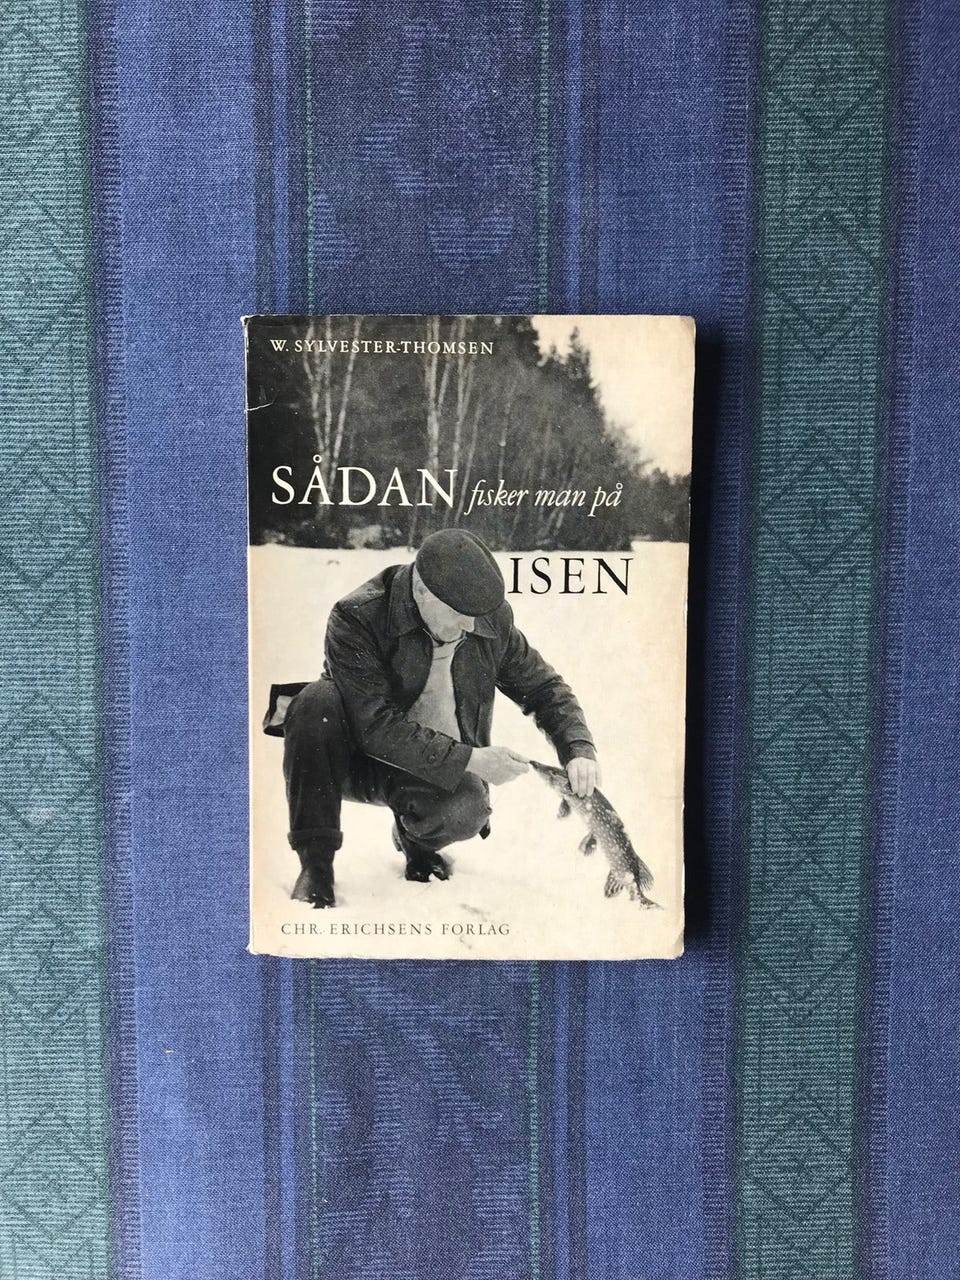 W. SYLVESTER-THOMSEN
SÅDAN fisker man på
ISEN
CHR. ERICHSENS FORLAG